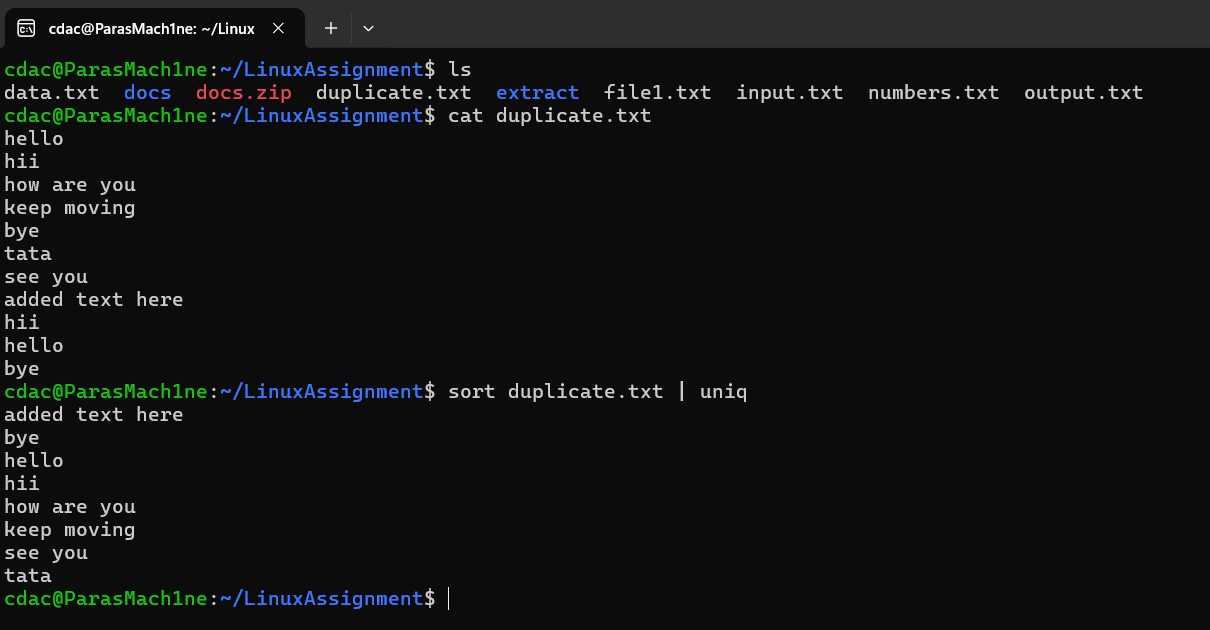 cdac@ParasMach1ne: ~/Linux
cdac@ParasMach1ne:~/LinuxAssignment$ ls
data.txt  docs  docs.zip  duplicate.txt  extract  file1.txt  input.txt  numbers.txt  output.txt
cdac@ParasMach1ne:~/LinuxAssignment$ cat duplicate.txt
hello
hii
how are you
keep moving
bye
tata
see you
added text here
hii
hello
bye
cdac@ParasMach1ne:~/LinuxAssignment$ sort duplicate.txt | uniq
added text here
bye
hello
hii
how are you
keep moving
see you
tata
cdac@ParasMach1ne:~/LinuxAssignment$